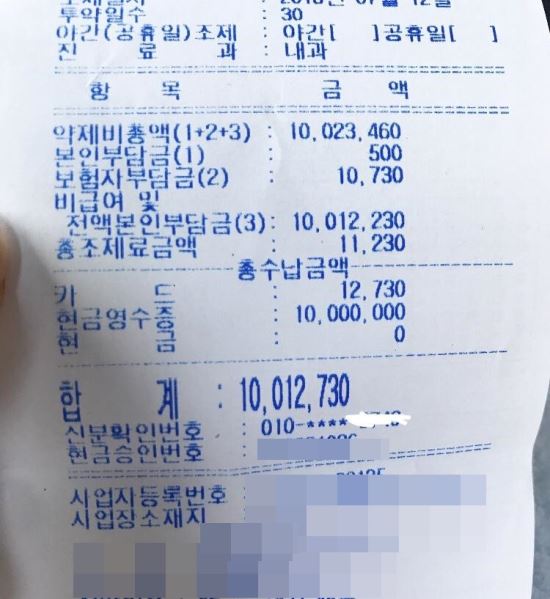 투약일수 : 30
야간(공휴일)조제 : 야간[ ]공휴일[ ]
진 료 과 : 내과
항 목 금 액
약제비총액(1+2+3) : 10,023,460
본인부담금(1) : 500
보험자부담금(2) : 10,730
비급여 및
전액본인부담금(3) : 10,012,230
총조제료금액 : 11,230
총수납금액
카 드 : 12,730
현금영수증 : 10,000,000
현 금 : 0
합 계 : 10,012,730
신분확인번호 : 010-****
현금승인번호 :
사업자등록번호 :
사업장소재지